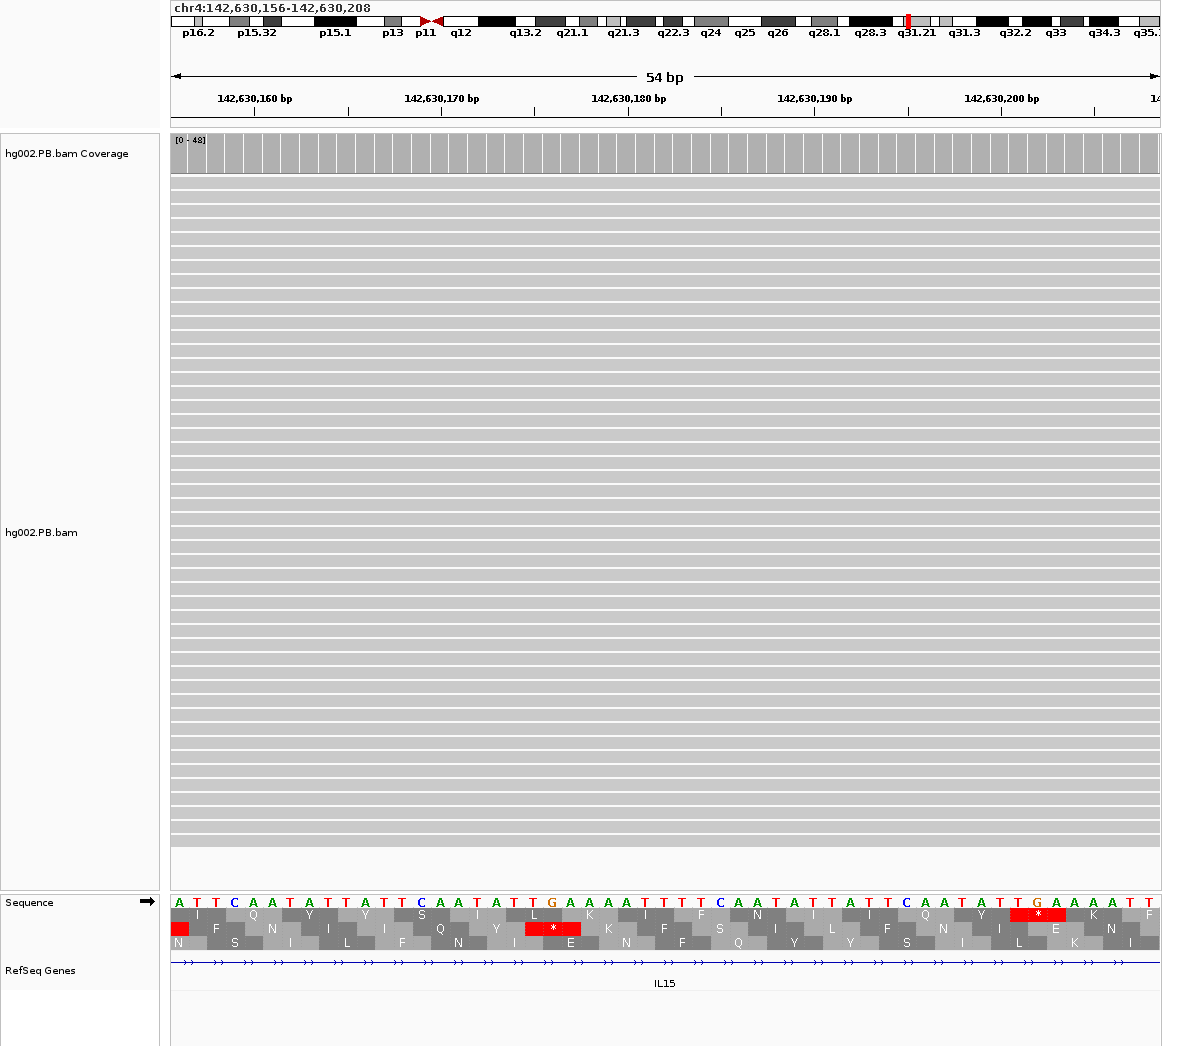 chr4:142,630,156-142,630,208
p16.2 p15.32 p15.1 p13 p11 q12 q13.2 q21.1 q21.3 q22.3 q24 q25 q26 q28.1 q28.3 q31.21 q31.3 q32.2 q33 q34.3 q35.
54 bp
142,630,160 bp 142,630,170 bp 142,630,180 bp 142,630,190 bp 142,630,200 bp 14
hg002.PB.bam Coverage
[0 - 48]
hg002.PB.bam
Sequence
A T T C A A T A T T A T T C A A T A T T G A A A A T T T T C A A T A T T A T T C A A T A T T G A A A A T T
I Q Y Y S I L K I F N I I Q Y * K F
F N I I Q Y * K F S I L F N I E N
N S I L F N I E N F Q Y Y S I L K I
RefSeq Genes
IL15